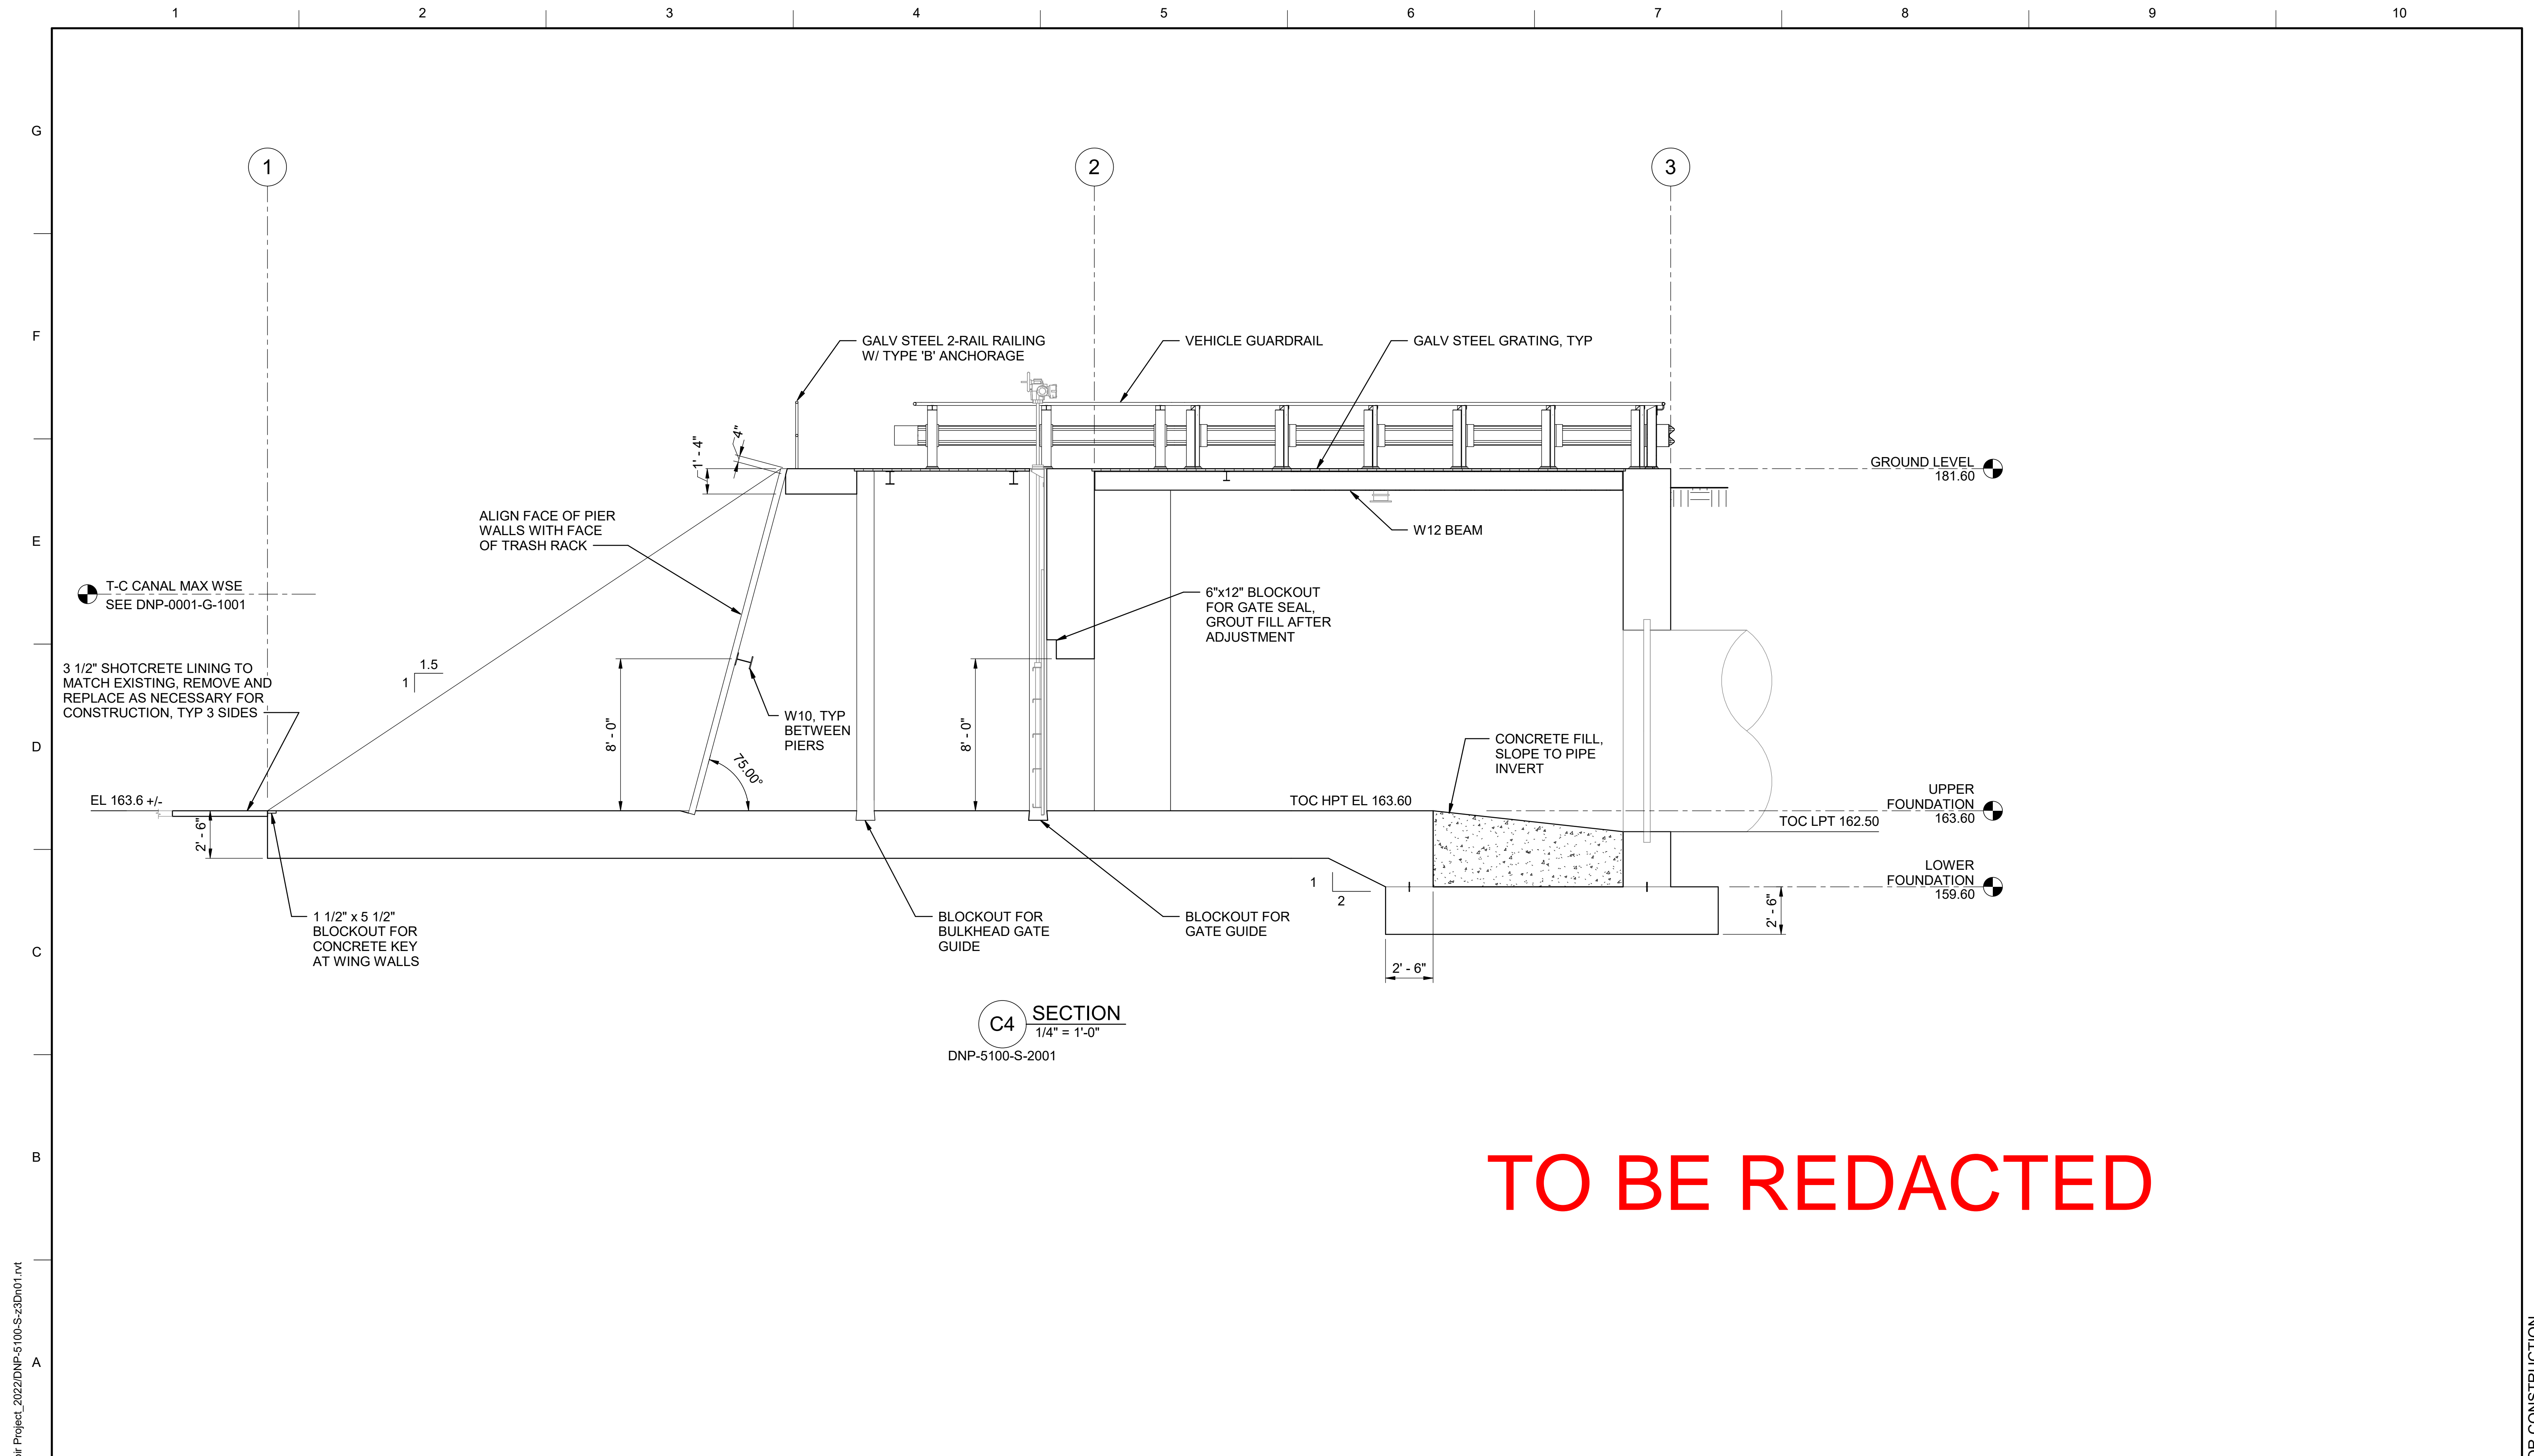 1 2 3 4 5 6 7 8 9 10
G
1
2
3
F
GALV STEEL 2-RAIL RAILING
W/ TYPE 'B' ANCHORAGE
VEHICLE GUARDRAIL
GALV STEEL GRATING, TYP
4"
1' - 4"
GROUND LEVEL
181.60
ALIGN FACE OF PIER
WALLS WITH FACE
OF TRASH RACK
W12 BEAM
E
T-C CANAL MAX WSE
SEE DNP-0001-G-1001
6"x12" BLOCKOUT
FOR GATE SEAL,
GROUT FILL AFTER
ADJUSTMENT
3 1/2" SHOTCRETE LINING TO
MATCH EXISTING, REMOVE AND
REPLACE AS NECESSARY FOR
CONSTRUCTION, TYP 3 SIDES
1.5
1
W10, TYP
BETWEEN
PIERS
8' - 0"
8' - 0"
D
75.00°
CONCRETE FILL,
SLOPE TO PIPE
INVERT
EL 163.6 +/-
TOC HPT EL 163.60
UPPER
FOUNDATION
163.60
TOC LPT 162.50
2' - 6"
LOWER
FOUNDATION
159.60
1
2
2' - 6"
1 1/2" x 5 1/2"
BLOCKOUT FOR
CONCRETE KEY
AT WING WALLS
BLOCKOUT FOR
BULKHEAD GATE
GUIDE
BLOCKOUT FOR
GATE GUIDE
C
2' - 6"
C4
SECTION
1/4" = 1'-0"
DNP-5100-S-2001
B
TO BE REDACTED
A
Project_2022/DNP-5100-S-z3Dn01.rvt
CONSTRUCTION